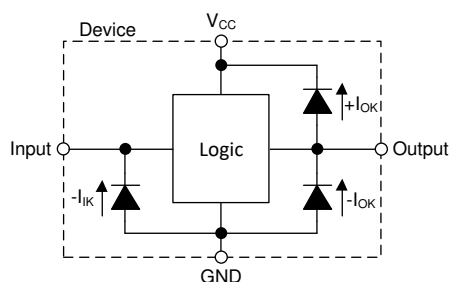 Device
VCC
+IOK
Input
Logic
Output
-IIK
-IOK
GND